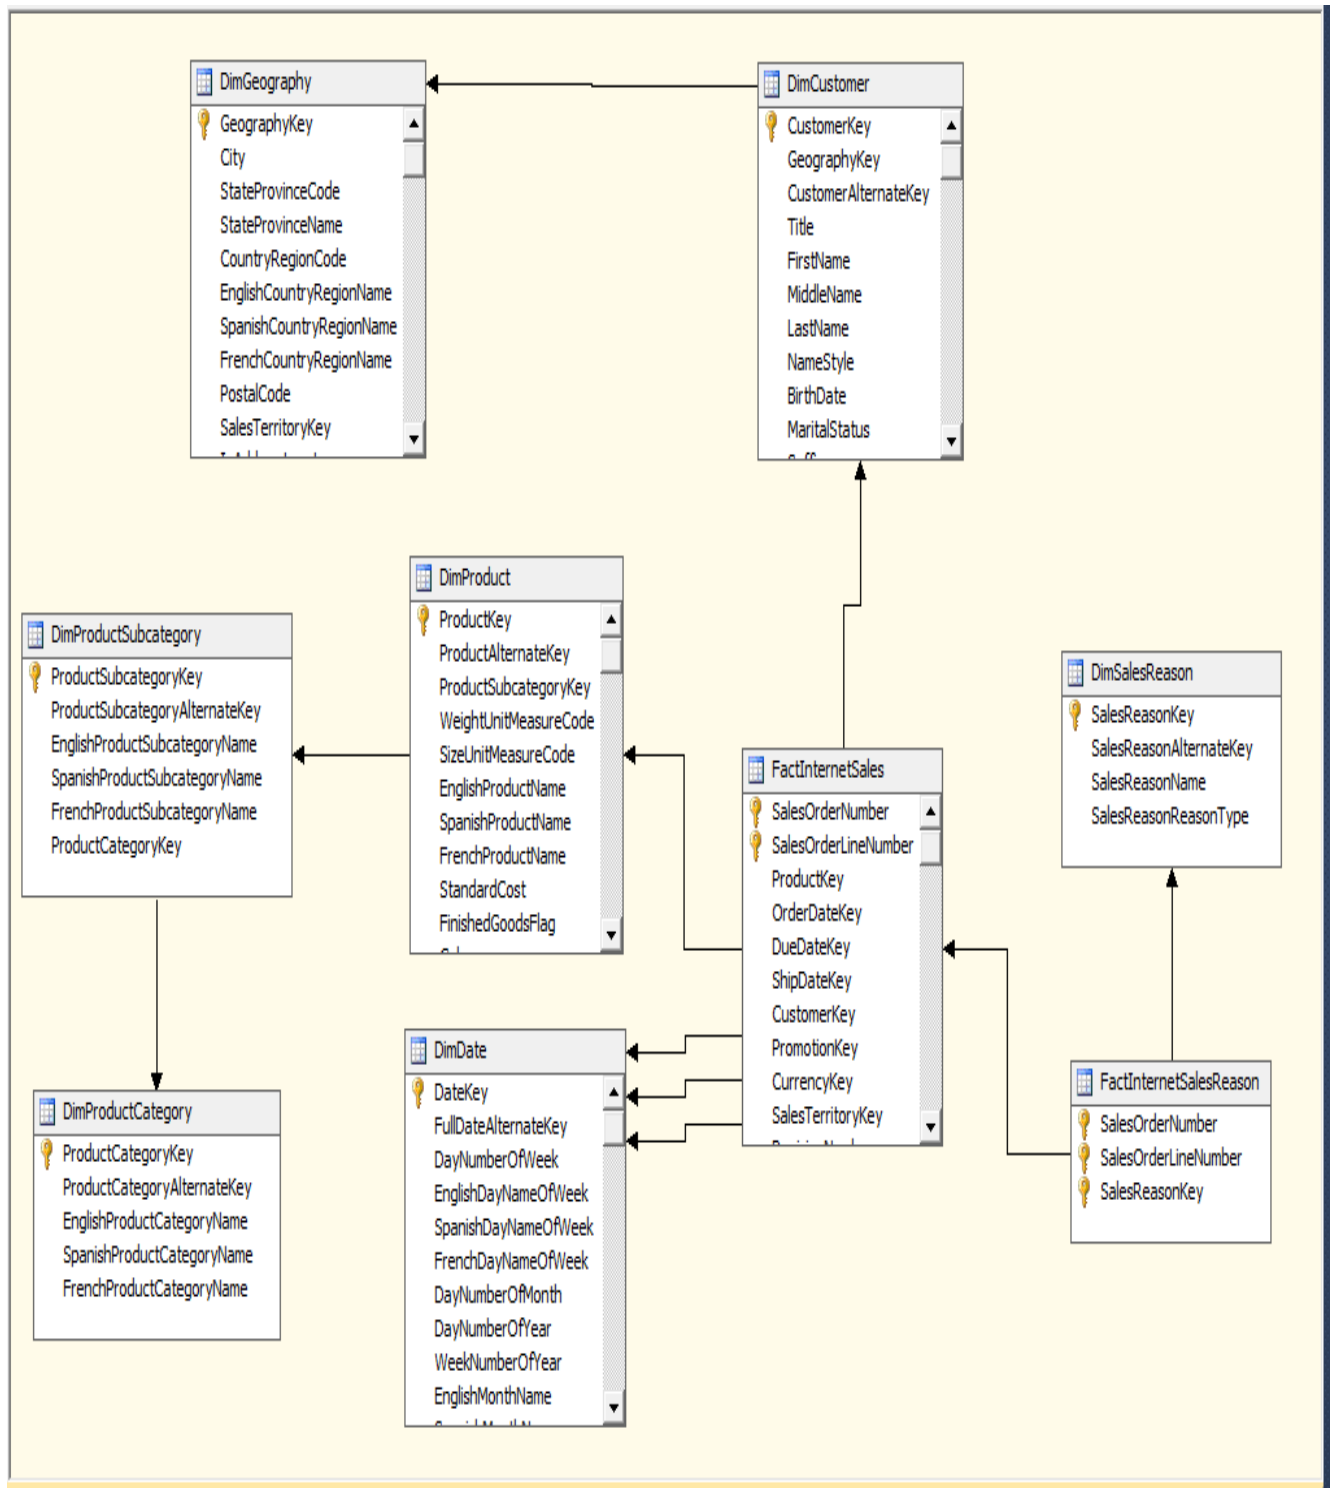 DimGeography
GeographyKey
City
StateProvinceCode
StateProvinceName
CountryRegionCode
EnglishCountryRegionName
SpanishCountryRegionName
FrenchCountryRegionName
PostalCode
SalesTerritoryKey
DimCustomer
CustomerKey
GeographyKey
CustomerAlternateKey
Title
FirstName
MiddleName
LastName
NameStyle
BirthDate
MaritalStatus
DimProductSubcategory
ProductSubcategoryKey
ProductSubcategoryAlternateKey
EnglishProductSubcategoryName
SpanishProductSubcategoryName
FrenchProductSubcategoryName
ProductCategoryKey
DimProduct
ProductKey
ProductAlternateKey
ProductSubcategoryKey
WeightUnitMeasureCode
SizeUnitMeasureCode
EnglishProductName
SpanishProductName
FrenchProductName
StandardCost
FinishedGoodsFlag
FactInternetSales
SalesOrderNumber
SalesOrderLineNumber
ProductKey
OrderDateKey
DueDateKey
ShipDateKey
CustomerKey
PromotionKey
CurrencyKey
SalesTerritoryKey
DimSalesReason
SalesReasonKey
SalesReasonAlternateKey
SalesReasonName
SalesReasonReasonType
DimProductCategory
ProductCategoryKey
ProductCategoryAlternateKey
EnglishProductCategoryName
SpanishProductCategoryName
FrenchProductCategoryName
DimDate
DateKey
FullDateAlternateKey
DayNumberOfWeek
EnglishDayNameOfWeek
SpanishDayNameOfWeek
FrenchDayNameOfWeek
DayNumberOfMonth
DayNumberOfYear
WeekNumberOfYear
EnglishMonthName
FactInternetSalesReason
SalesOrderNumber
SalesOrderLineNumber
SalesReasonKey